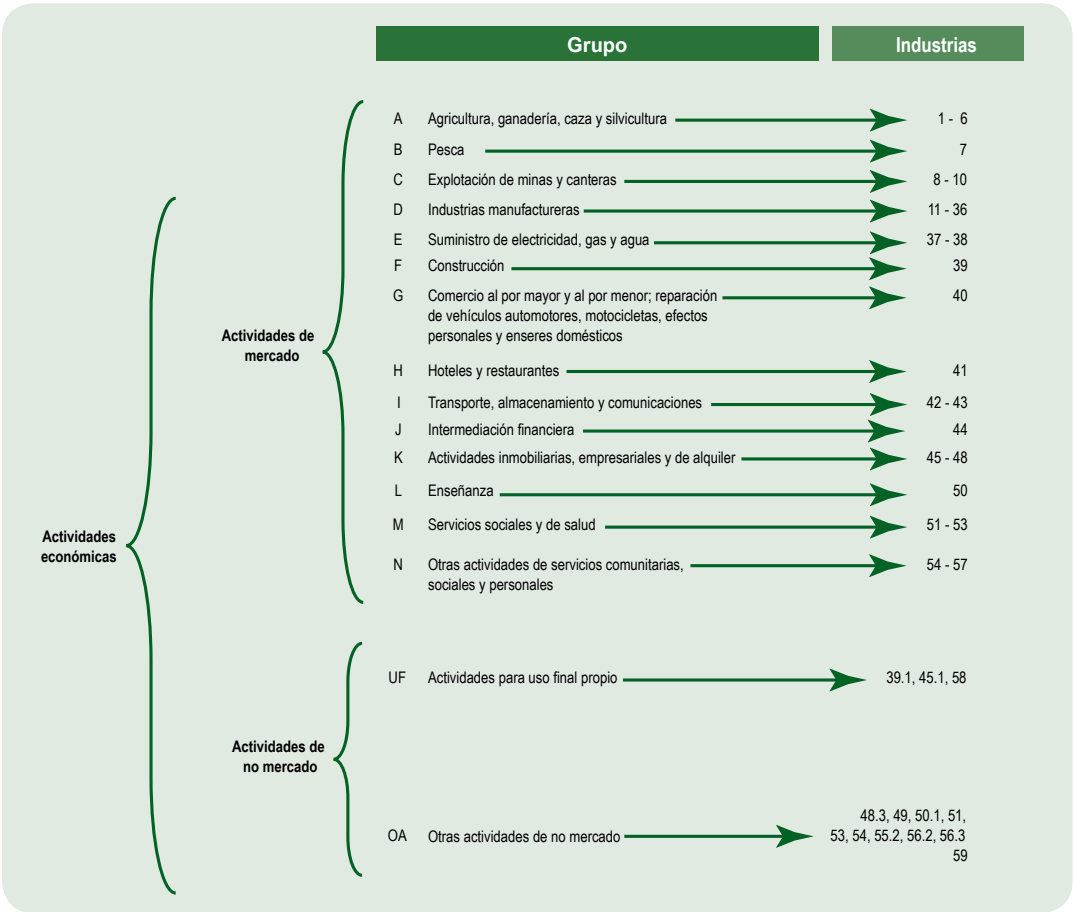 Grupo Industrias
A Agricultura, ganadería, caza y silvicultura 1 - 6
B Pesca 7
C Explotación de minas y canteras 8 - 10
D Industrias manufactureras 11 - 36
E Suministro de electricidad, gas y agua 37 - 38
F Construcción 39
G Comercio al por mayor y al por menor; reparación 40
de vehículos automotores, motocicletas, efectos
personales y enseres domésticos
Actividades de
mercado
H Hoteles y restaurantes 41
I Transporte, almacenamiento y comunicaciones 42 - 43
J Intermediación financiera 44
K Actividades inmobiliarias, empresariales y de alquiler 45 - 48
L Enseñanza 50
M Servicios sociales y de salud 51 - 53
Actividades
económicas
N Otras actividades de servicios comunitarias, 54 - 57
sociales y personales
UF Actividades para uso final propio 39.1, 45.1, 58
Actividades de
no mercado
OA Otras actividades de no mercado 48.3, 49, 50.1, 51,
53, 54, 55.2, 56.2, 56.3
59